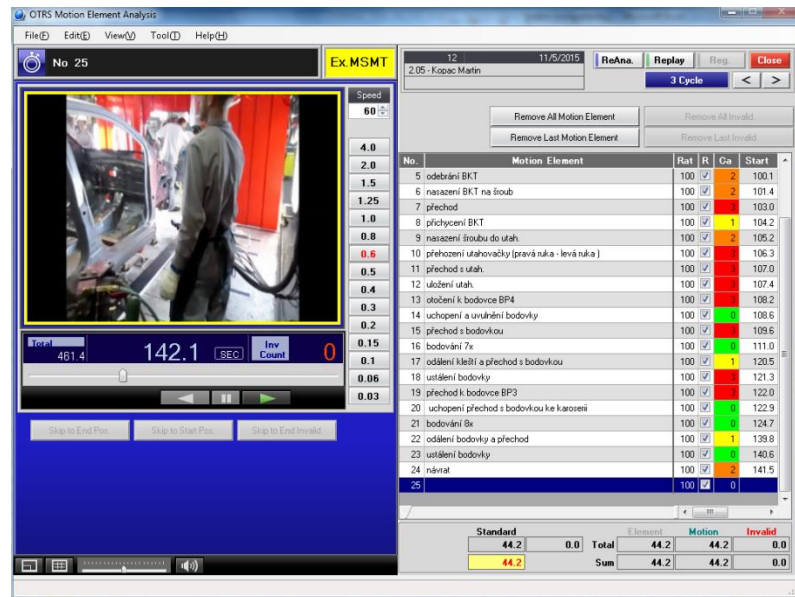 OTRS Motion Element Analysis
File(F) Edit(E) View(V) Tool(T) Help(H)
No 25
Ex.MSMT
12 11/5/2015
2.05 - Kopac Martin
ReAna. Replay Reg. Close
3 Cycle < >
Speed
60
4.0
2.0
1.5
1.25
1.0
0.8
0.6
0.5
0.4
0.3
0.2
0.15
0.1
0.06
0.03
Total
461.4
142.1 SEC
Inv Count 0
Skip to End Pos. Skip to Start Pos. Skip to End Invalid
Remove All Motion Element Remove All Invalid
Remove Last Motion Element Remove Last Invalid
No. Motion Element Rat R Ca Start
5 odebrání BKT 100 2 100.1
6 nasazení BKT na šroub 100 2 101.4
7 přechod 100 3 103.0
8 přichycení BKT 100 1 104.2
9 nasazení šroubu do utah. 100 2 105.2
10 přehození utahovačky (pravá ruka - levá ruka ) 100 3 106.3
11 přechod s utah. 100 3 107.0
12 uložení utah. 100 3 107.4
13 otočení k bodovce BP4 100 3 108.2
14 uchopení a uvulnění bodovky 100 0 108.6
15 přechod s bodovkou 100 3 109.6
16 bodování 7x 100 0 111.0
17 odálení kleští a přechod s bodovkou 100 1 120.5
18 ustálení bodovky 100 3 121.3
19 přechod k bodovce BP3 100 3 122.0
20 uchopení přechod s bodovkou ke karoserii 100 0 122.9
21 bodování 8x 100 0 124.7
22 odálení bodovky a přechod 100 1 139.8
23 ustálení bodovky 100 0 140.6
24 návrat 100 2 141.5
25 100 0
Standard Element Motion Invalid
44.2 0.0 Total 44.2 44.2 0.0
44.2 Sum 44.2 44.2 0.0